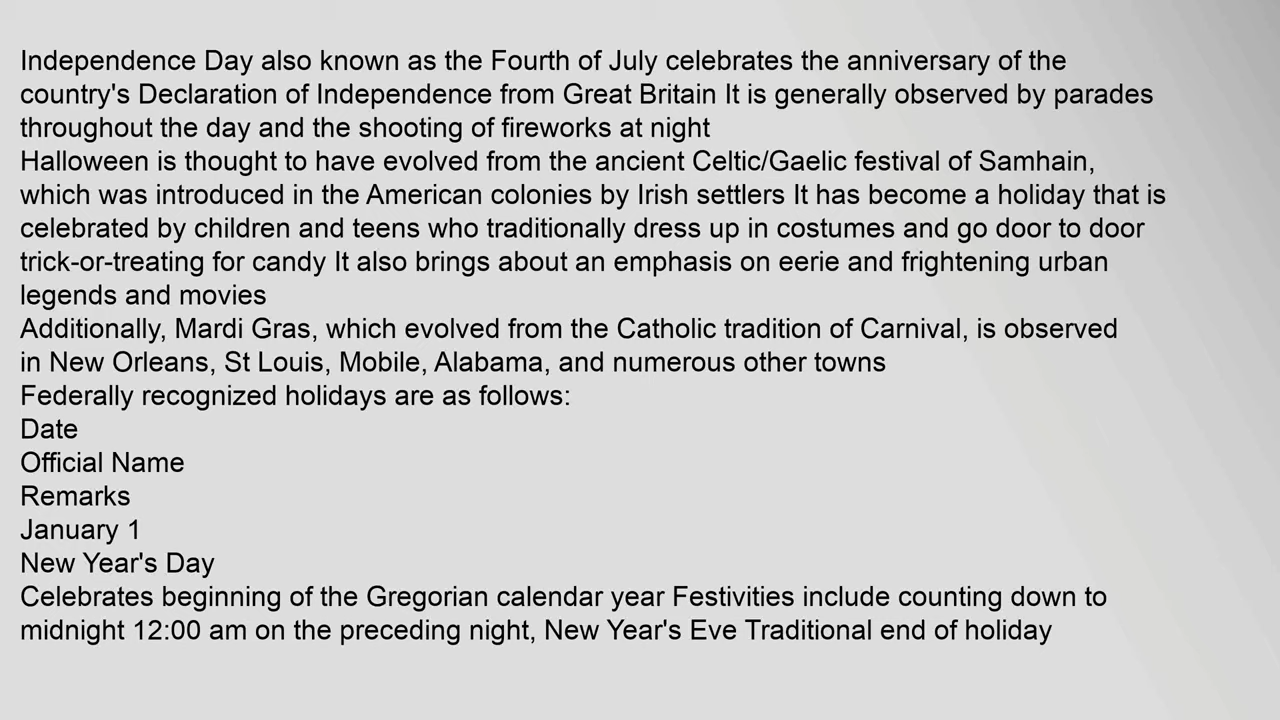 Independence Day also known as the Fourth of July celebrates the anniversary of the
country's Declaration of Independence from Great Britain It is generally observed by parades
throughout the day and the shooting of fireworks at night
Halloween is thought to have evolved from the ancient Celtic/Gaelic festival of Samhain,
which was introduced in the American colonies by Irish settlers It has become a holiday that is
celebrated by children and teens who traditionally dress up in costumes and go door to door
trick-or-treating for candy It also brings about an emphasis on eerie and frightening urban
legends and movies
Additionally, Mardi Gras, which evolved from the Catholic tradition of Carnival, is observed
in New Orleans, St Louis, Mobile, Alabama, and numerous other towns
Federally recognized holidays are as follows:
Date
Official Name
Remarks
January 1
New Year's Day
Celebrates beginning of the Gregorian calendar year Festivities include counting down to
midnight 12:00 am on the preceding night, New Year's Eve Traditional end of holiday